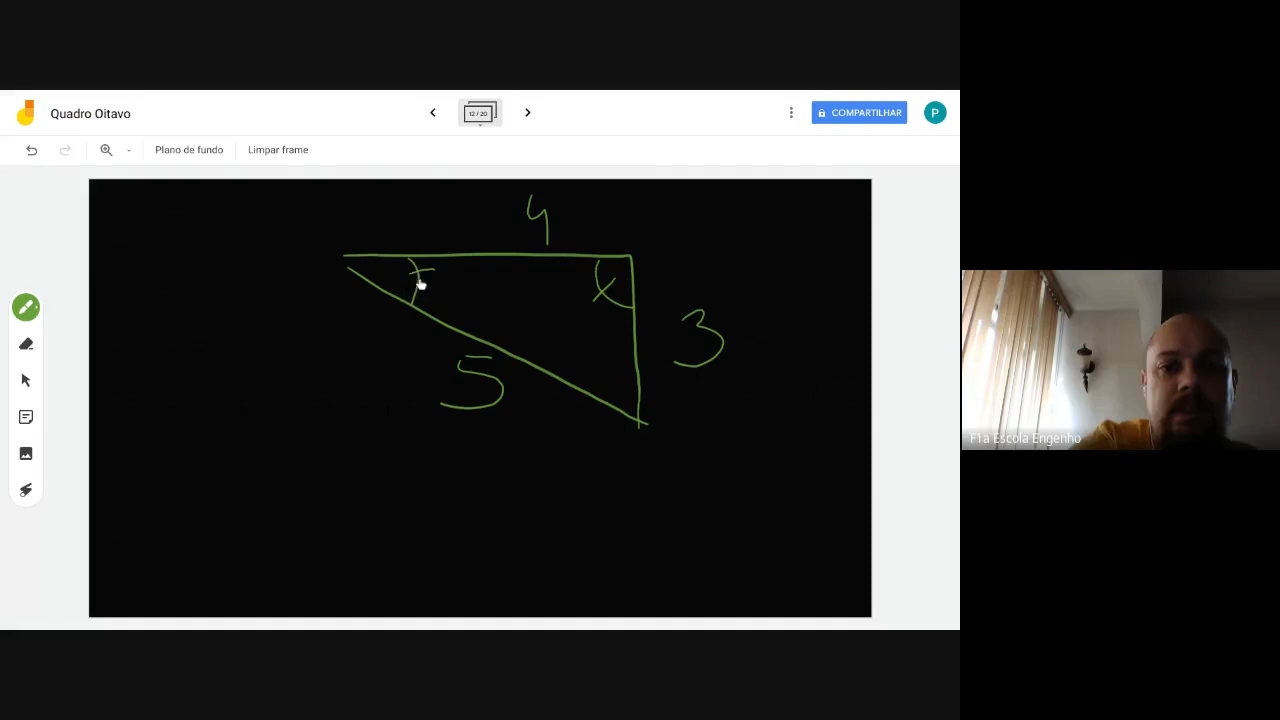 Quadro Oitavo
12 / 20
COMPARTILHAR
P
Plano de fundo
Limpar frame
4
x
3
5
F1a Escola Engenho